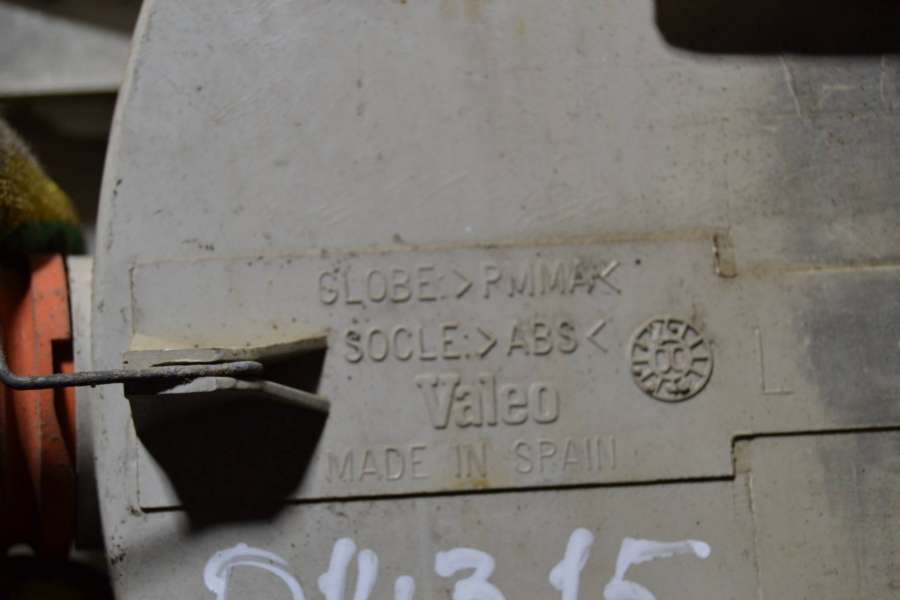 GLOBE:>PMMA<
SOCLE:>ABS<
Valeo
L
MADE IN SPAIN